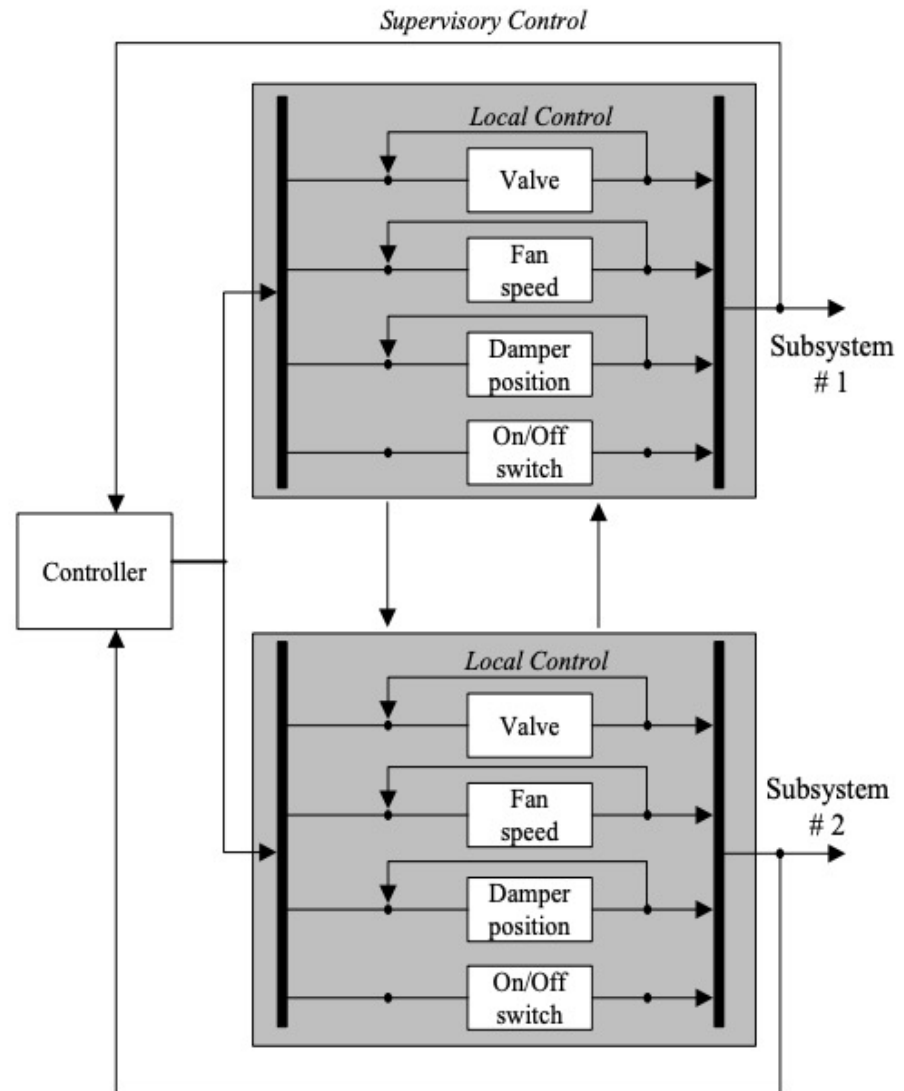 Supervisory Control
Local Control
Valve
Fan
speed
Damper
position
On/Off
switch
Subsystem
# 1
Controller
Local Control
Valve
Fan
speed
Damper
position
On/Off
switch
Subsystem
# 2